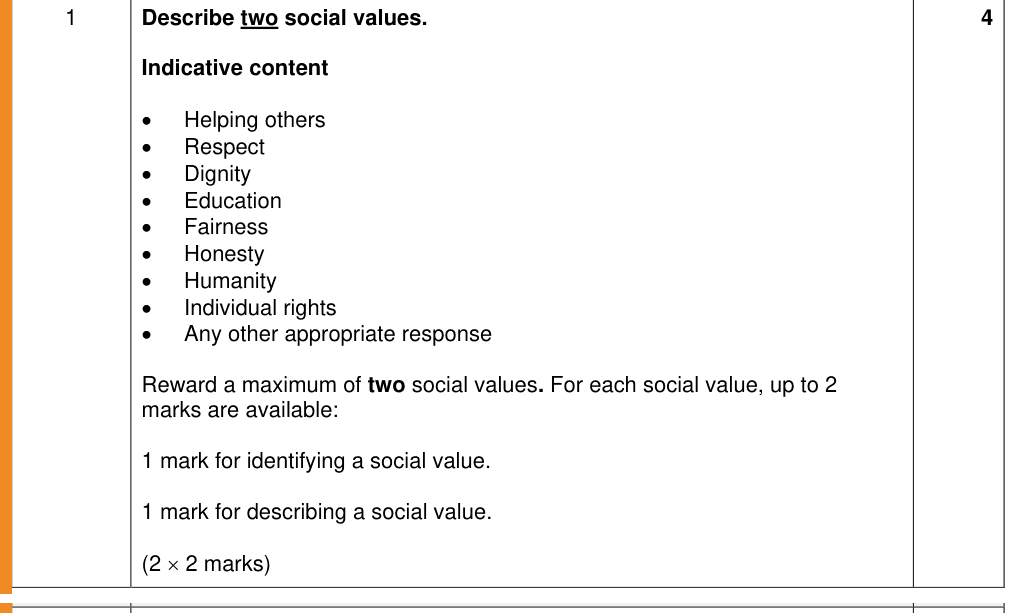 1 Describe two social values. 4
Indicative content
• Helping others
• Respect
• Dignity
• Education
• Fairness
• Honesty
• Humanity
• Individual rights
• Any other appropriate response
Reward a maximum of two social values. For each social value, up to 2
marks are available:
1 mark for identifying a social value.
1 mark for describing a social value.
(2 × 2 marks)